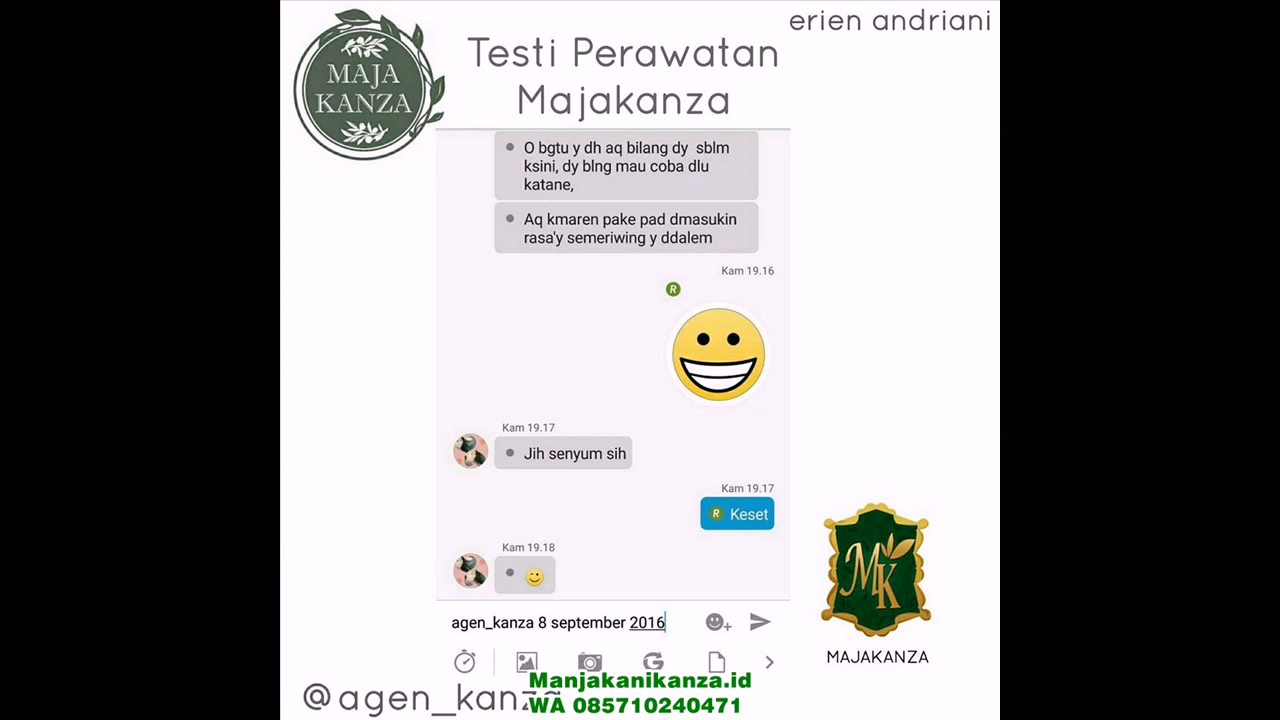 erien andriani
MAJA
KANZA
Testi Perawatan
Majakanza
O bgtu y dh aq bilang dy sblm
ksini, dy blng mau coba dlu
katane,
Aq kmaren pake pad dmasukin
rasa'y semeriwing y ddalem
Kam 19.16
R
Kam 19.17
Jih senyum sih
Kam 19.17
R Keset
Kam 19.18
MK
MAJAKANZA
agen_kanza 8 september 2016
@agen_kanza
Manjakanikanza.id
WA 085710240471